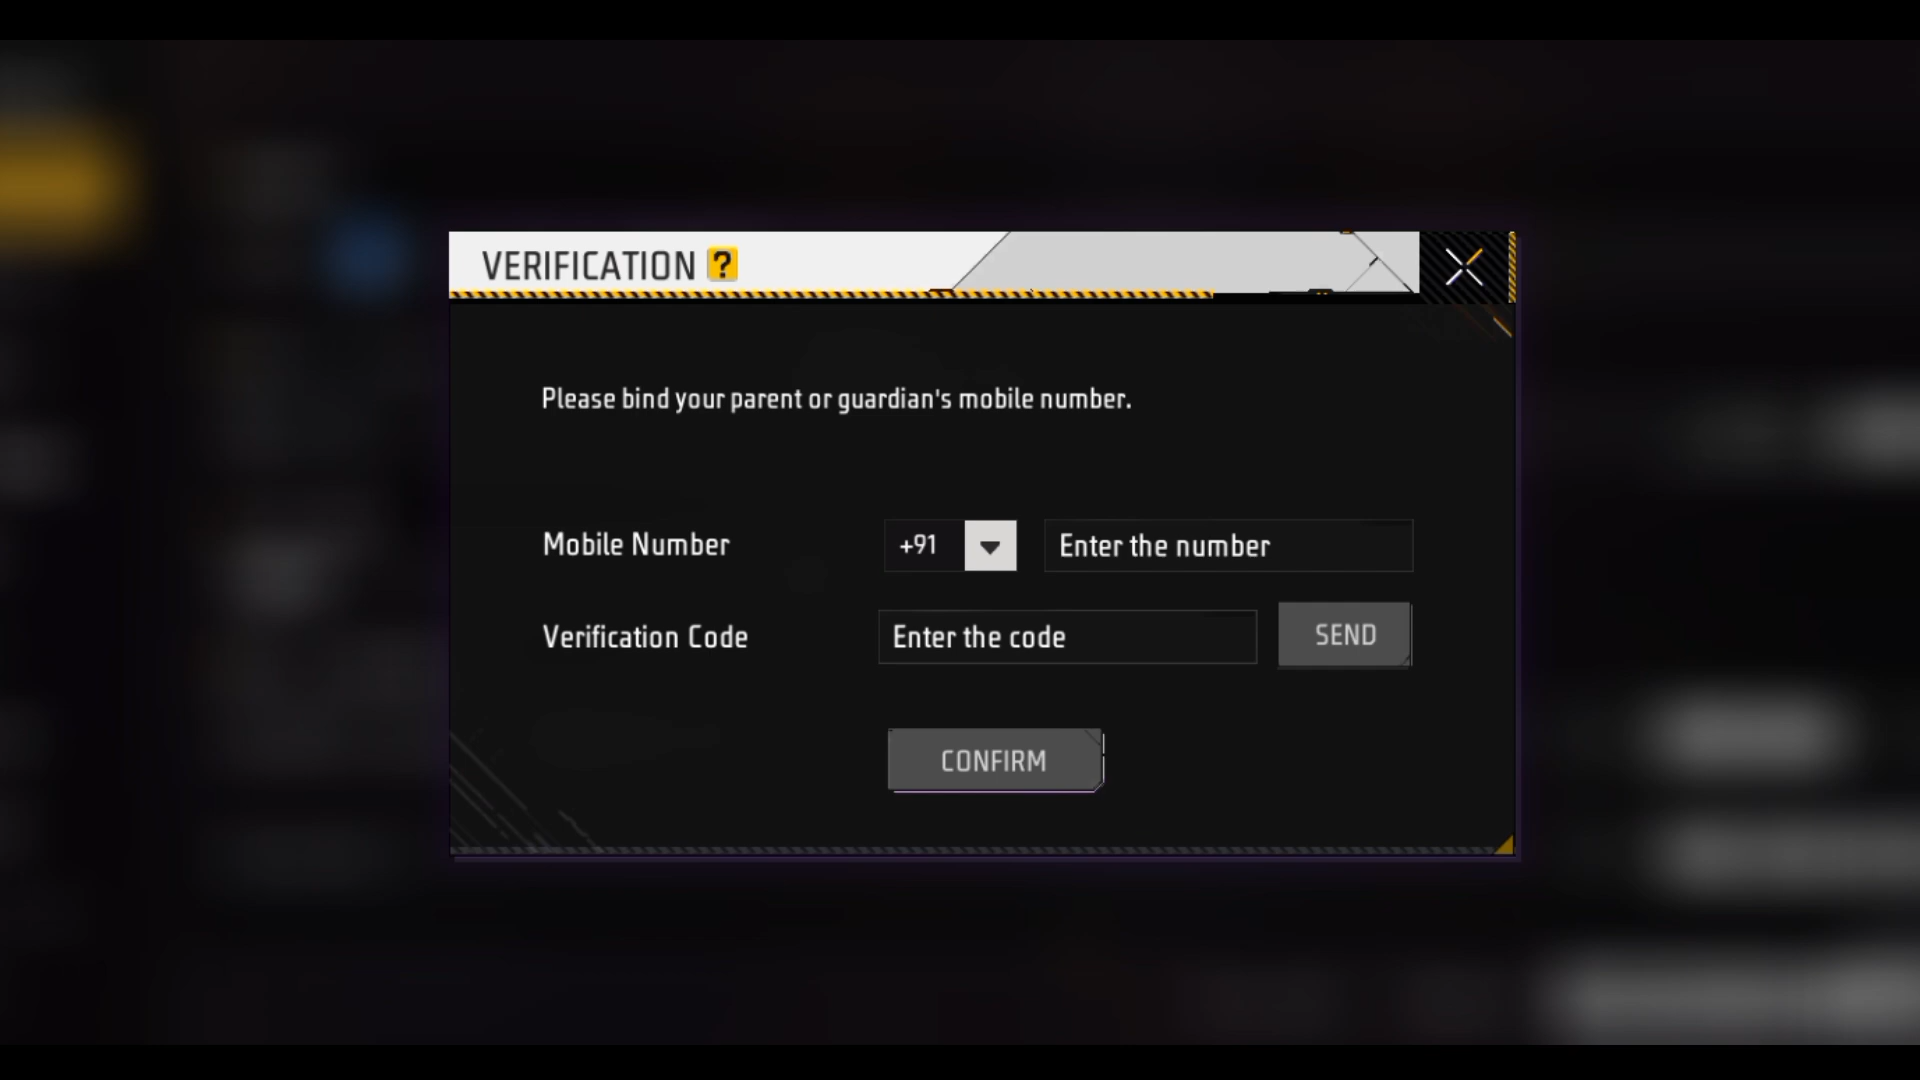 VERIFICATION ?
Please bind your parent or guardian's mobile number.
Mobile Number +91 Enter the number
Verification Code Enter the code SEND
CONFIRM